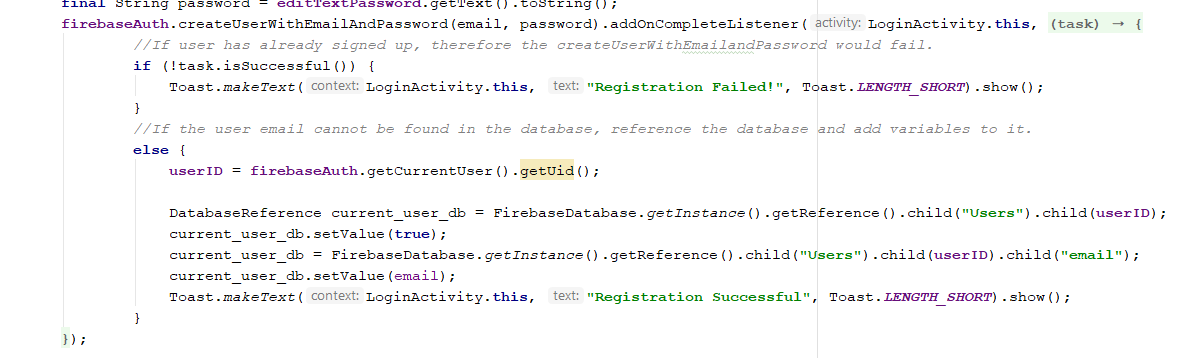 final String password = editTextPassword.getText().toString();
firebaseAuth.createUserWithEmailAndPassword(email, password).addOnCompleteListener( activity: LoginActivity.this, (task) → {
//If user has already signed up, therefore the createUserWithEmailandPassword would fail.
if (!task.isSuccessful()) {
Toast.makeText( context: LoginActivity.this, text: "Registration Failed!", Toast.LENGTH_SHORT).show();
}
//If the user email cannot be found in the database, reference the database and add variables to it.
else {
userID = firebaseAuth.getCurrentUser().getUid();
DatabaseReference current_user_db = FirebaseDatabase.getInstance().getReference().child("Users").child(userID);
current_user_db.setValue(true);
current_user_db = FirebaseDatabase.getInstance().getReference().child("Users").child(userID).child("email");
current_user_db.setValue(email);
Toast.makeText( context: LoginActivity.this, text: "Registration Successful", Toast.LENGTH_SHORT).show();
}
});